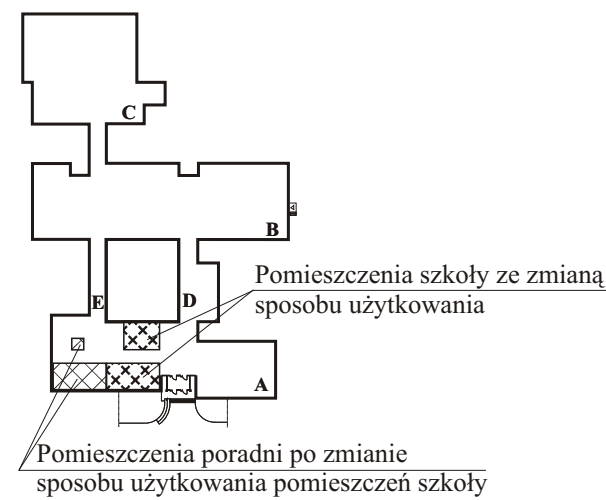 C
B
E
D
Pomieszczenia szkoły ze zmianą
sposobu użytkowania
A
Pomieszczenia poradni po zmianie
sposobu użytkowania pomieszczeń szkoły